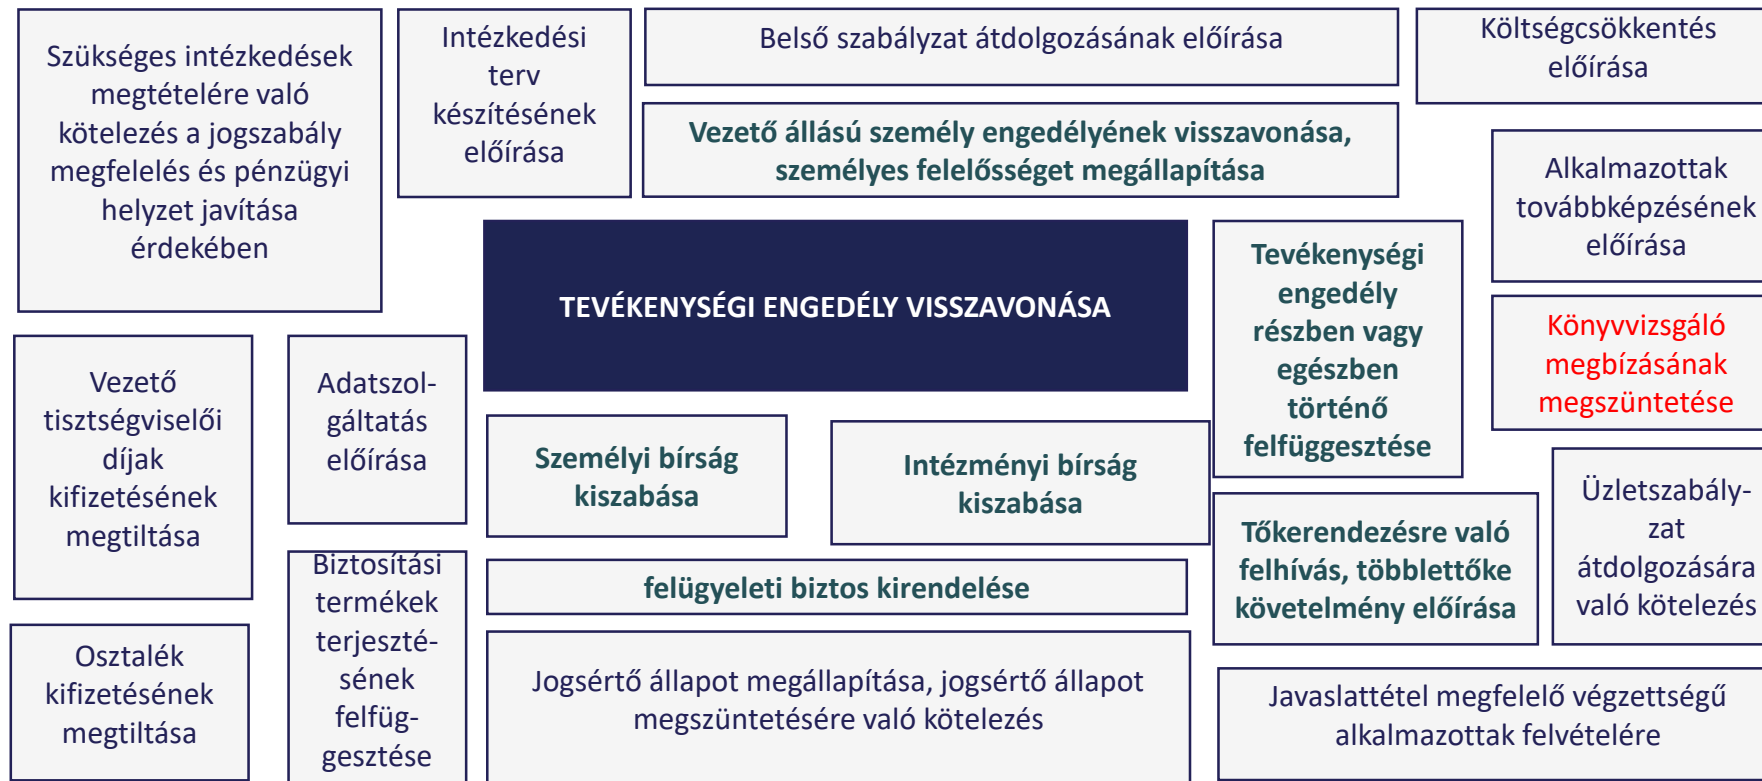 Szükséges intézkedések
megtételére való
kötelezés a jogszabály
megfelelés és pénzügyi
helyzet javítása
érdekében
Intézkedési
terv
készítésének
előírása
Belső szabályzat átdolgozásának előírása
Költségcsökkentés
előírása
Vezető állású személy engedélyének visszavonása,
személyes felelősséget megállapítása
Alkalmazottak
továbbképzésének
előírása
TEVÉKENYSÉGI ENGEDÉLY VISSZAVONÁSA
Tevékenységi
engedély
részben vagy
egészben
történő
felfüggesztése
Könyvvizsgáló
megbízásának
megszüntetése
Vezető
tisztségviselői
díjak
kifizetésének
megtiltása
Adatszol-
gáltatás
előírása
Személyi bírság
kiszabása
Intézményi bírság
kiszabása
Üzletszabály-
zat
átdolgozására
való kötelezés
Tőkerendezésre való
felhívás, többlettőke
követelmény előírása
Biztosítási
termékek
terjeszté-
sének
felfüg-
gesztése
felügyeleti biztos kirendelése
Osztalék
kifizetésének
megtiltása
Jogsértő állapot megállapítása, jogsértő állapot
megszüntetésére való kötelezés
Javaslattétel megfelelő végzettségű
alkalmazottak felvételére